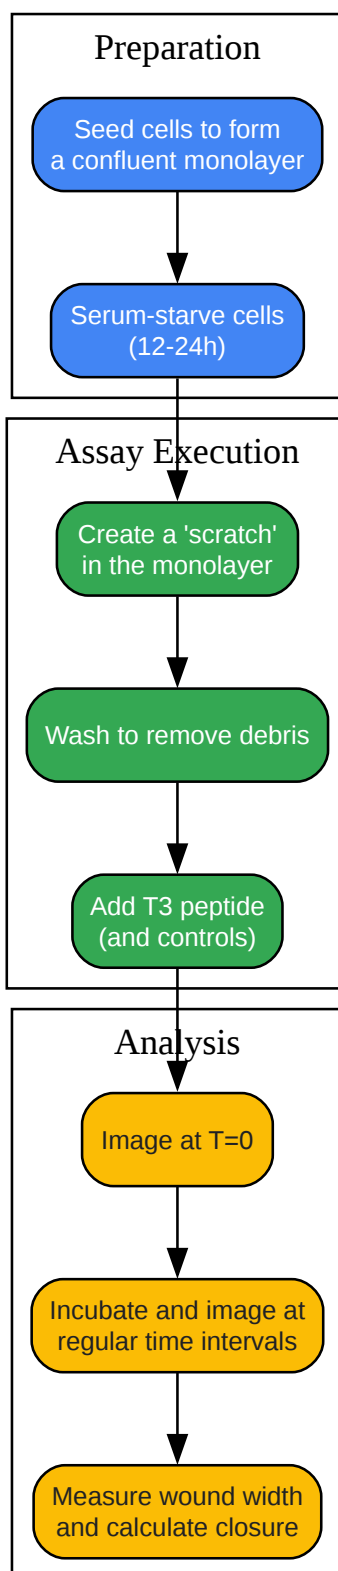 Preparation
Seed cells to form
a confluent monolayer
Serum-starve cells
(12-24h)
Assay Execution
Create a 'scratch'
in the monolayer
Wash to remove debris
Add T3 peptide
(and controls)
Analysis
Image at T=0
Incubate and image at
regular time intervals
Measure wound width
and calculate closure